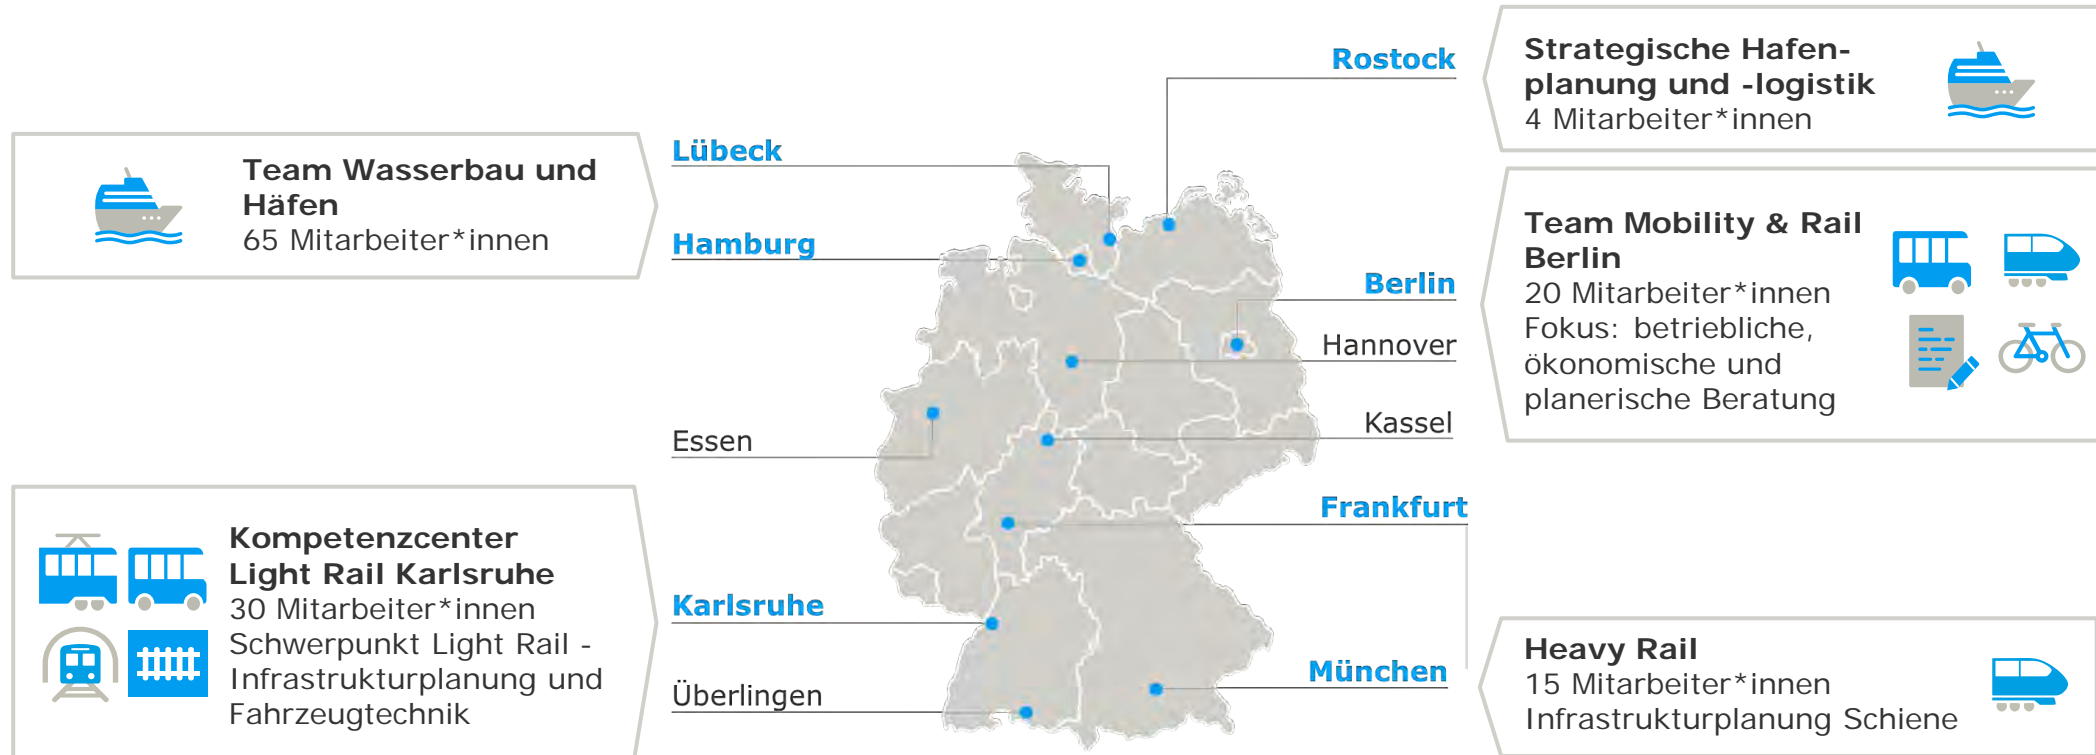 Team Wasserbau und
Häfen
65 Mitarbeiter*innen
Kompetenzcenter
Light Rail Karlsruhe
30 Mitarbeiter*innen
Schwerpunkt Light Rail -
Infrastrukturplanung und
Fahrzeugtechnik
Lübeck
Hamburg
Essen
Karlsruhe
Überlingen
Rostock
Berlin
Hannover
Kassel
Frankfurt
München
Strategische Hafen-
planung und -logistik
4 Mitarbeiter*innen
Team Mobility & Rail
Berlin
20 Mitarbeiter*innen
Fokus: betriebliche,
ökonomische und
planerische Beratung
Heavy Rail
15 Mitarbeiter*innen
Infrastrukturplanung Schiene